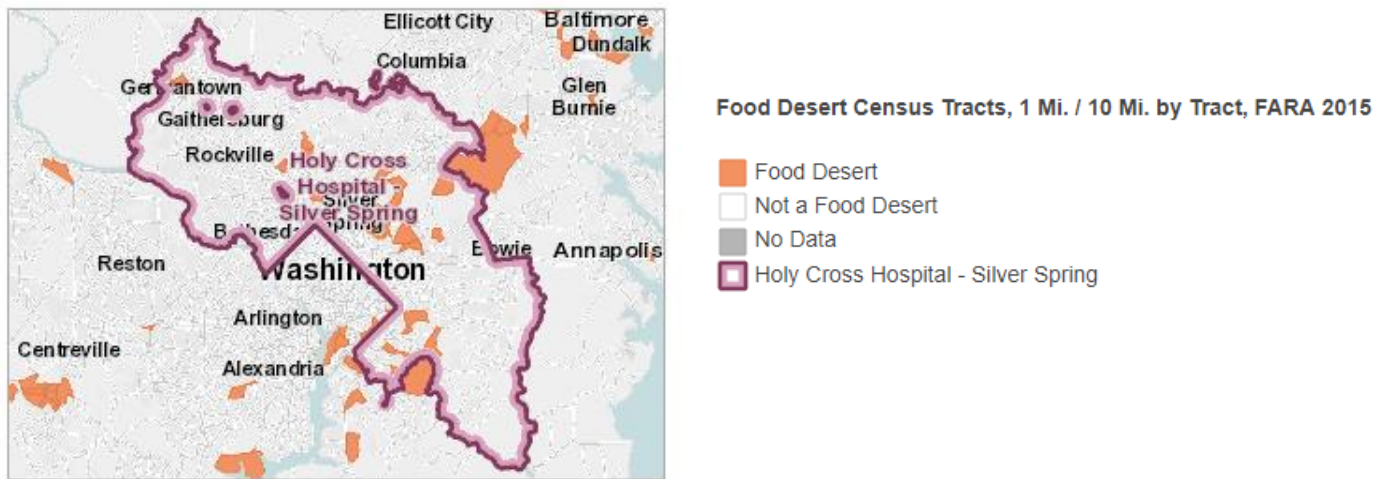 Ellicott City
Baltimore
Dundalk
Columbia
Germantown
Glen
Burnie
Gaithersburg
Rockville
Holy Cross
Hospital -
Silver
Silver Spring
Spring
Bethesda
Bowie
Annapolis
Reston
Washington
Arlington
Centreville
Alexandria
Food Desert Census Tracts, 1 Mi. / 10 Mi. by Tract, FARA 2015
Food Desert
Not a Food Desert
No Data
Holy Cross Hospital - Silver Spring